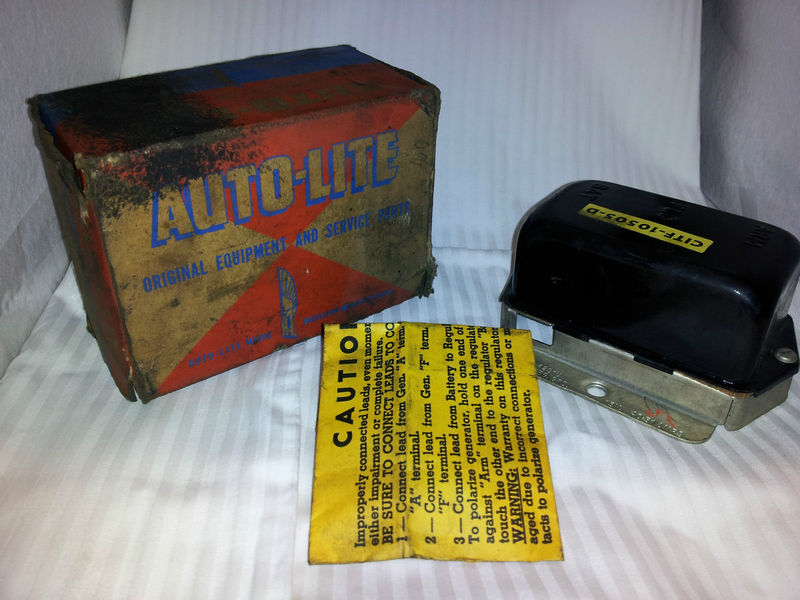 AUTO-LITE
ORIGINAL EQUIPMENT AND SERVICE PARTS
CAUTION
Improperly connected leads, even momen
either impairment or complete failure.
BE SURE TO CONNECT LEADS TO CO
1 — Connect lead from Gen. "A" term.
"A" terminal.
2 — Connect lead from Gen. "F" term.
"F" terminal.
3 — Connect lead from Battery to Regu
To polarize generator, hold one end of
against "Arm" terminal on the regulat
touch the other end to the regulator "B
WARNING: Warranty on this regulator
aged due to incorrect connections or m
tacts to polarize generator.
C1TF-10505-D